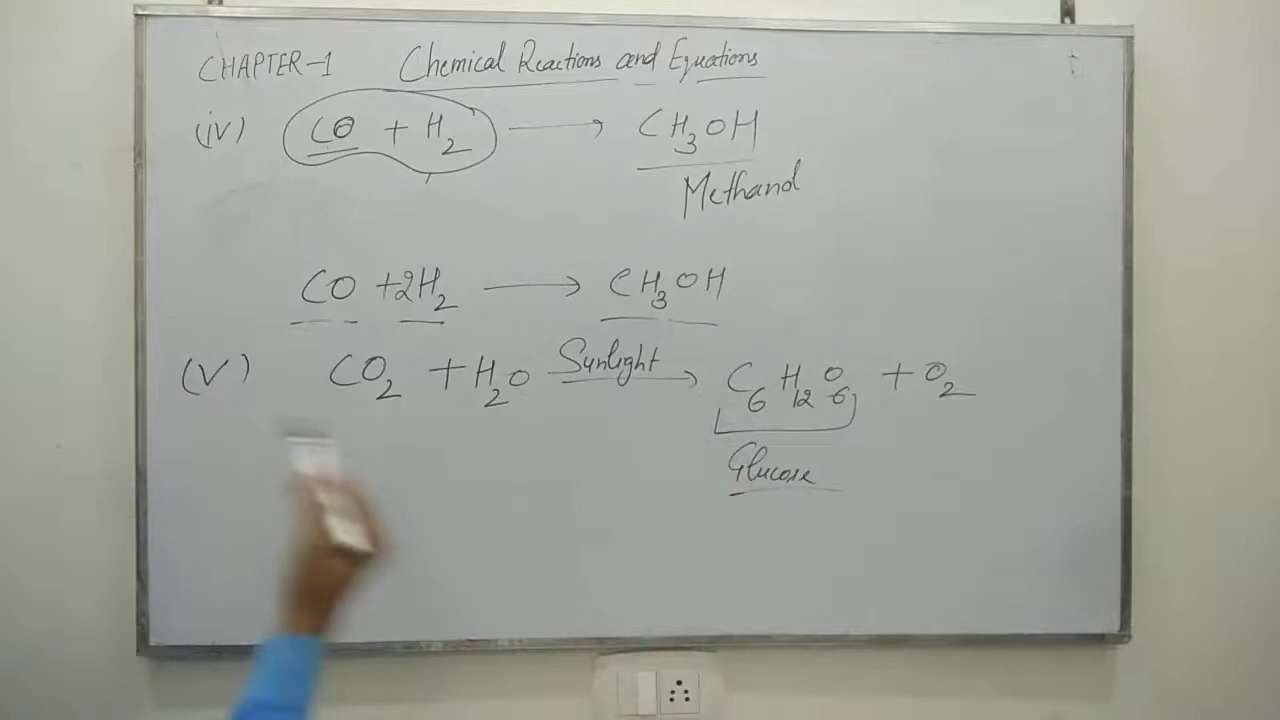 CHAPTER-1 Chemical Reactions and Equations
(iv) CO + H2 → CH3OH
Methanol
CO + 2H2 → CH3OH
(V) CO2 + H2O Sunlight → C6H12O6 + O2
Glucose